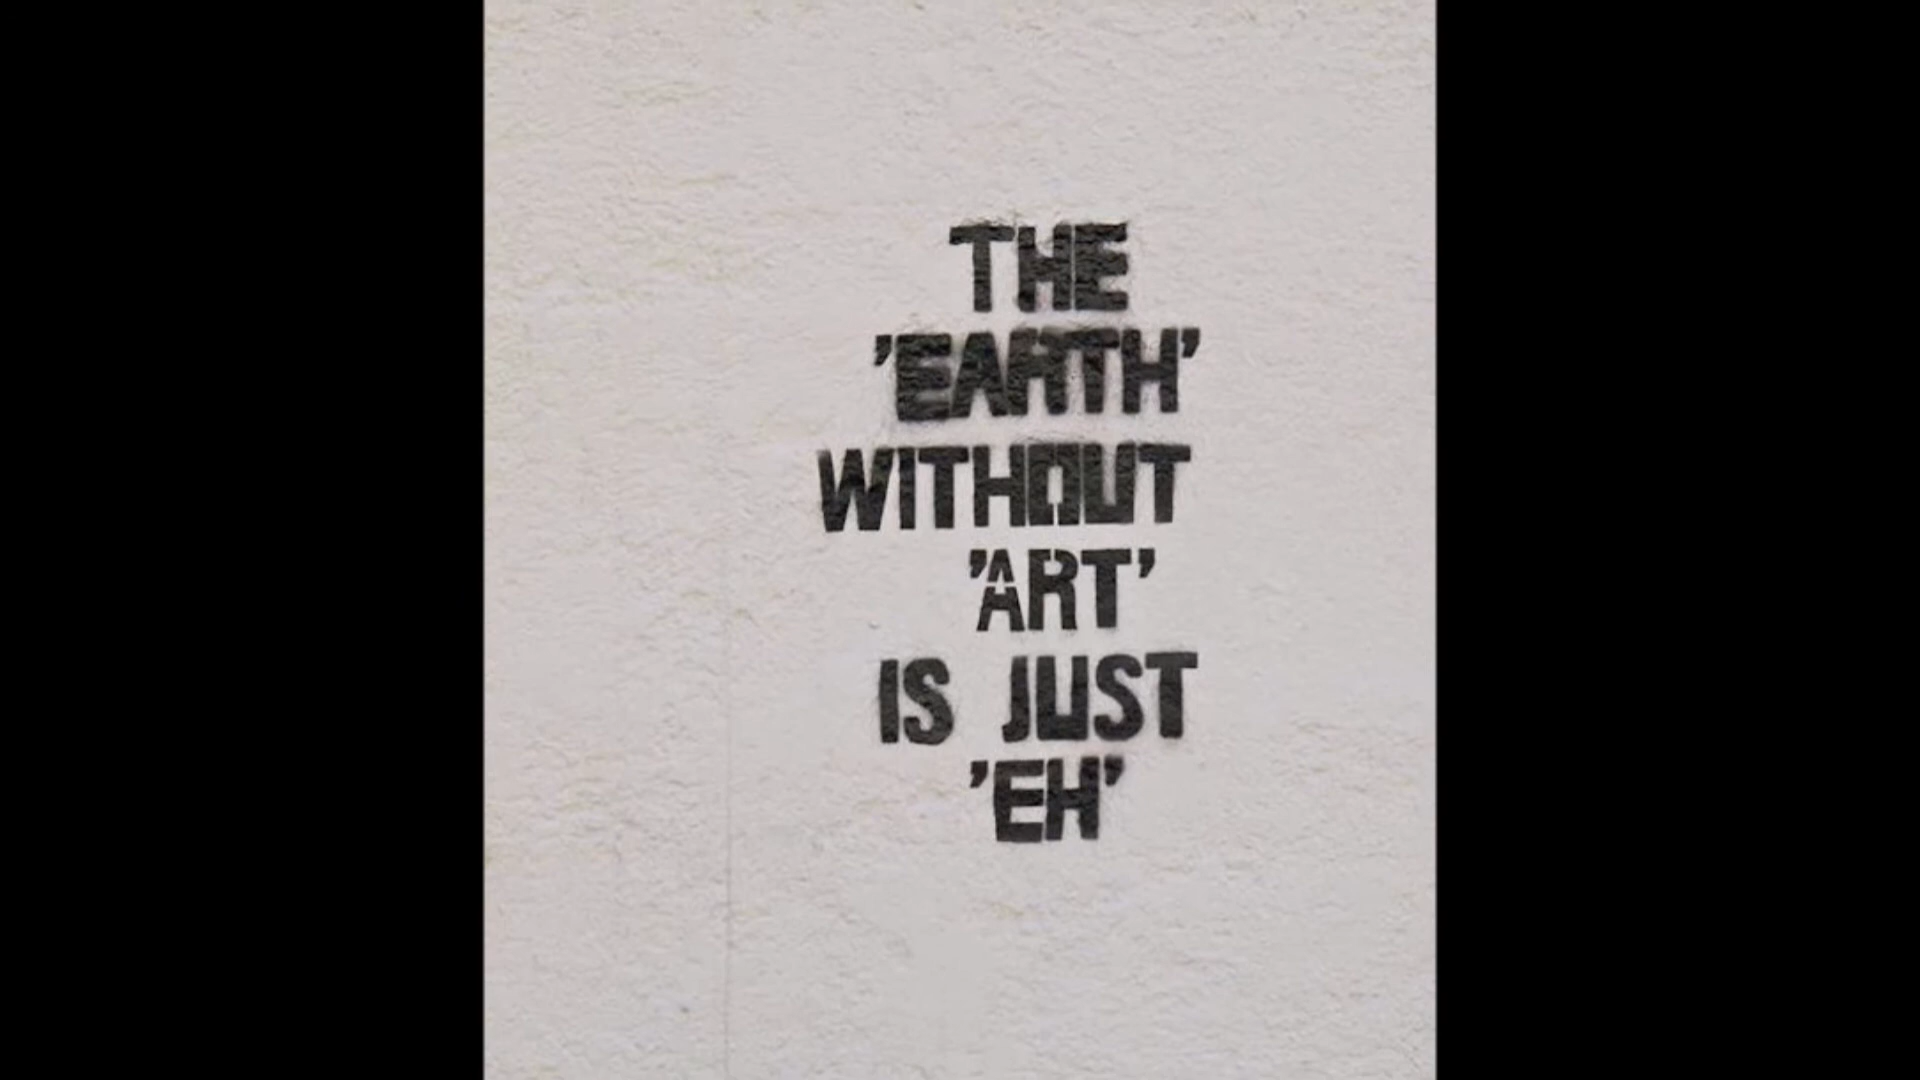 THE
’EARTH’
WITHOUT
’ART’
IS JUST
’EH’